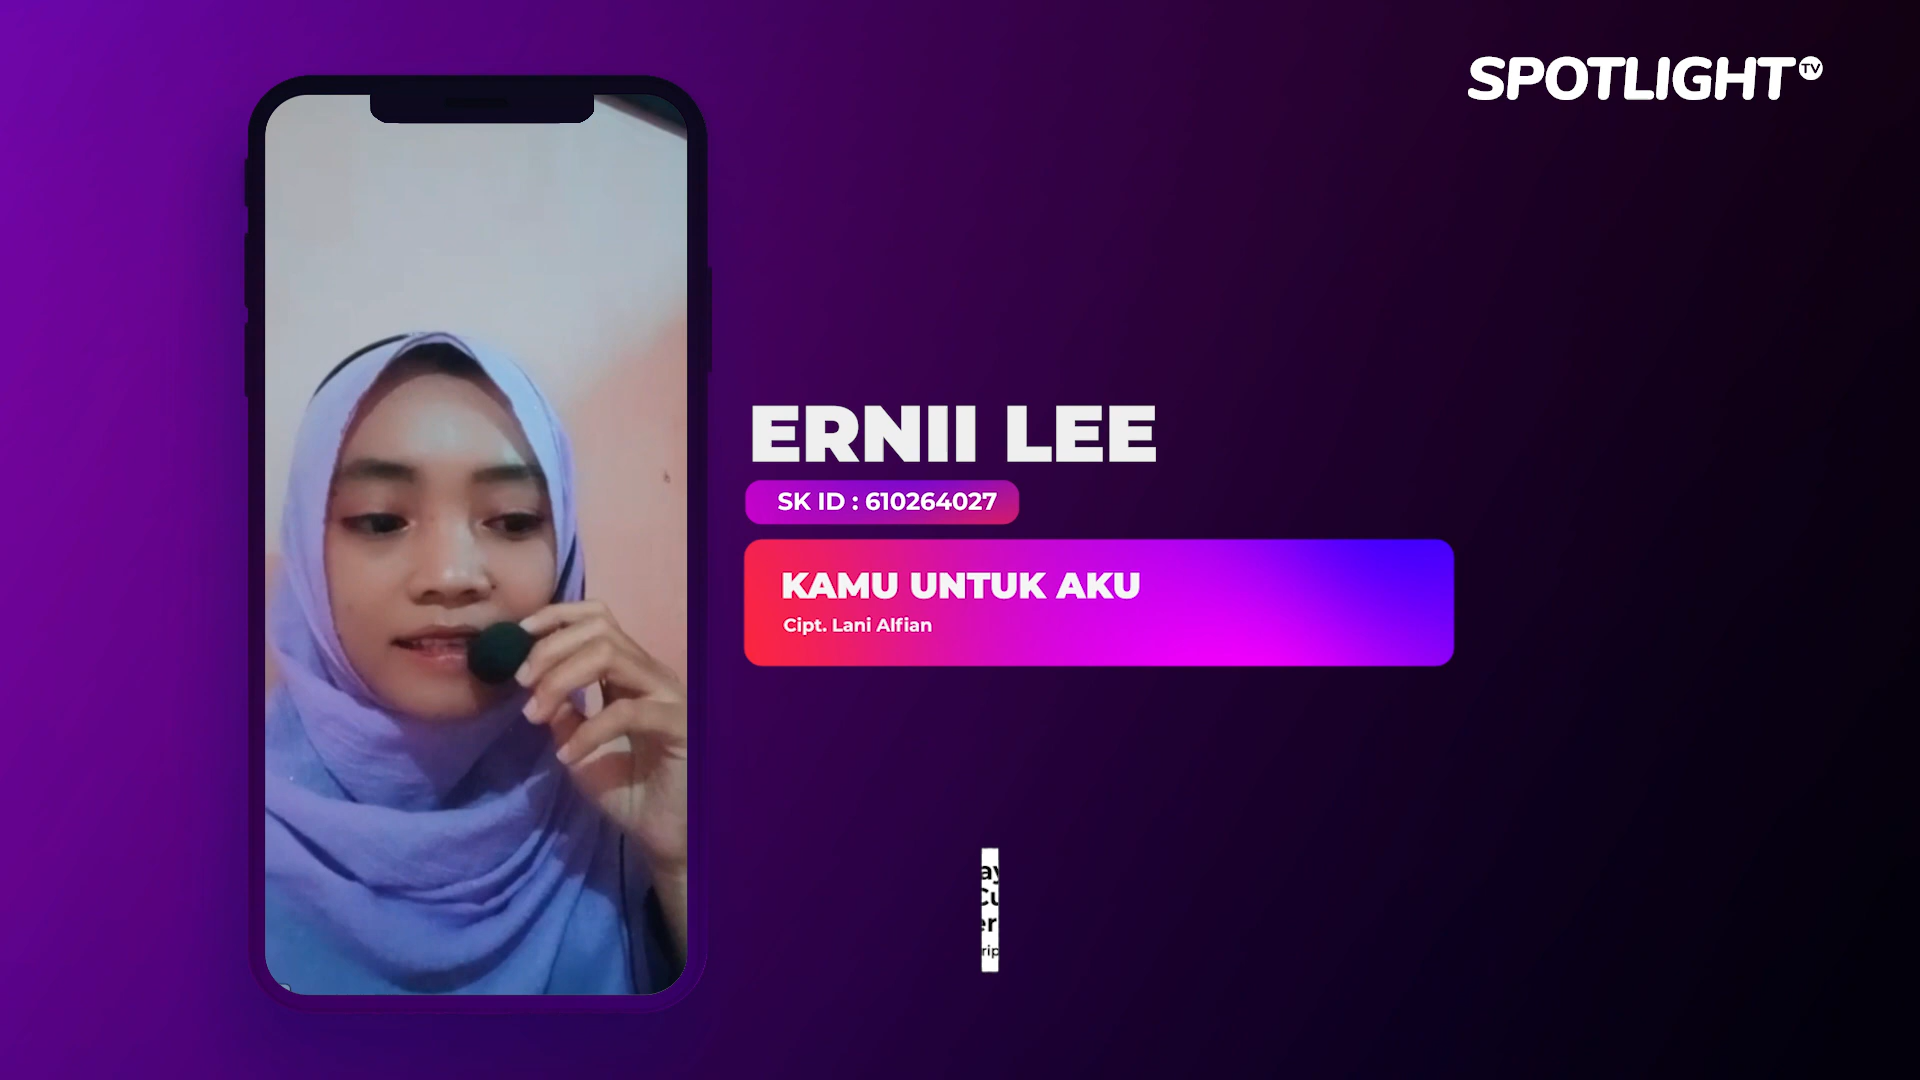 SPOTLIGHT TV
ERNII LEE
SK ID : 610264027
KAMU UNTUK AKU
Cipt. Lani Alfian